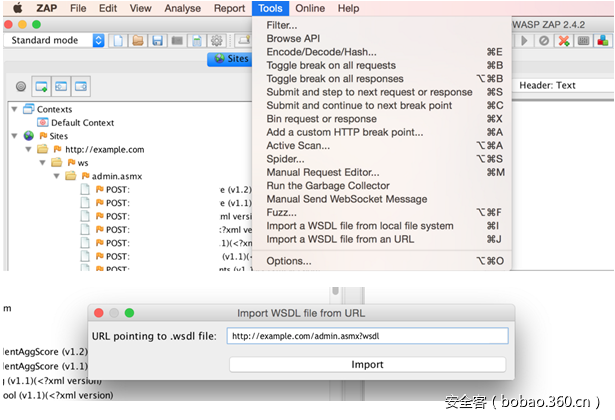 ZAP File Edit View Analyse Report Tools Online Help
WASP ZAP 2.4.2
Standard mode
Sites
Header: Text
Filter...
Browse API
Encode/Decode/Hash... ⌘E
Toggle break on all requests ⌘B
Toggle break on all responses ⌥⌘B
Submit and step to next request or response ⌘S
Submit and continue to next break point ⌘C
Bin request or response ⌘X
Add a custom HTTP break point... ⌘A
Active Scan... ⌥⌘A
Spider... ⌥⌘S
Manual Request Editor... ⌘M
Run the Garbage Collector
Manual Send WebSocket Message
Fuzz... ⌥⌘F
Import a WSDL file from local file system ⌘I
Import a WSDL file from an URL ⌘J
Options... ⌥⌘O
Contexts
Default Context
Sites
http://example.com
ws
admin.asmx
POST: e (v1.2)
POST: e (v1.1)
POST: xml version
POST: <?xml vers
POST: .1)(<?xml
POST: (v1.1)(<?
POST: nts (v1.1)
m
Import WSDL file from URL
URL pointing to .wsdl file: http://example.com/admin.asmx?wsdl
Import
lentAggScore (v1.2)
lentAggScore (v1.1)
g (v1.1)(<?xml version)
ool (v1.1)(<?xml version)
安全客（bobao.360.cn）